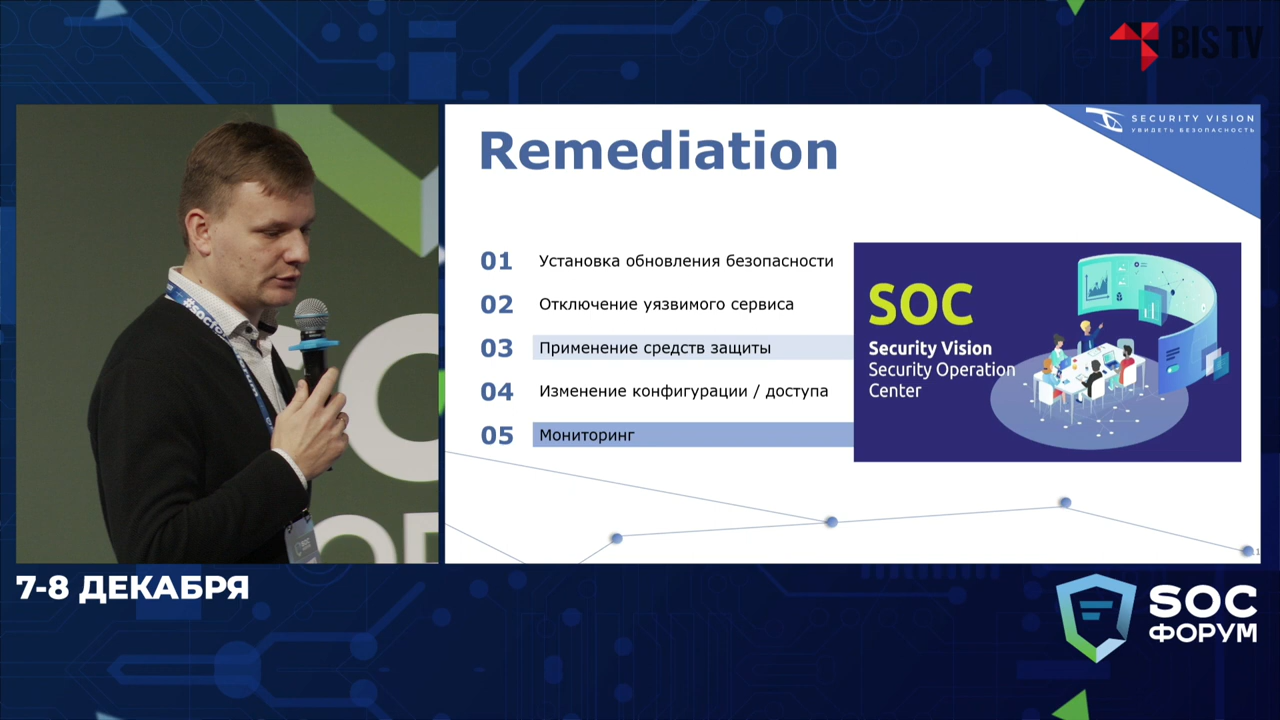 BIS TV
SECURITY VISION
УВИДЕТЬ БЕЗОПАСНОСТЬ
Remediation
01 Установка обновления безопасности
02 Отключение уязвимого сервиса
03 Применение средств защиты
04 Изменение конфигурации / доступа
05 Мониторинг
SOC
Security Vision
Security Operation
Center
7-8 ДЕКАБРЯ
SOC
ФОРУМ